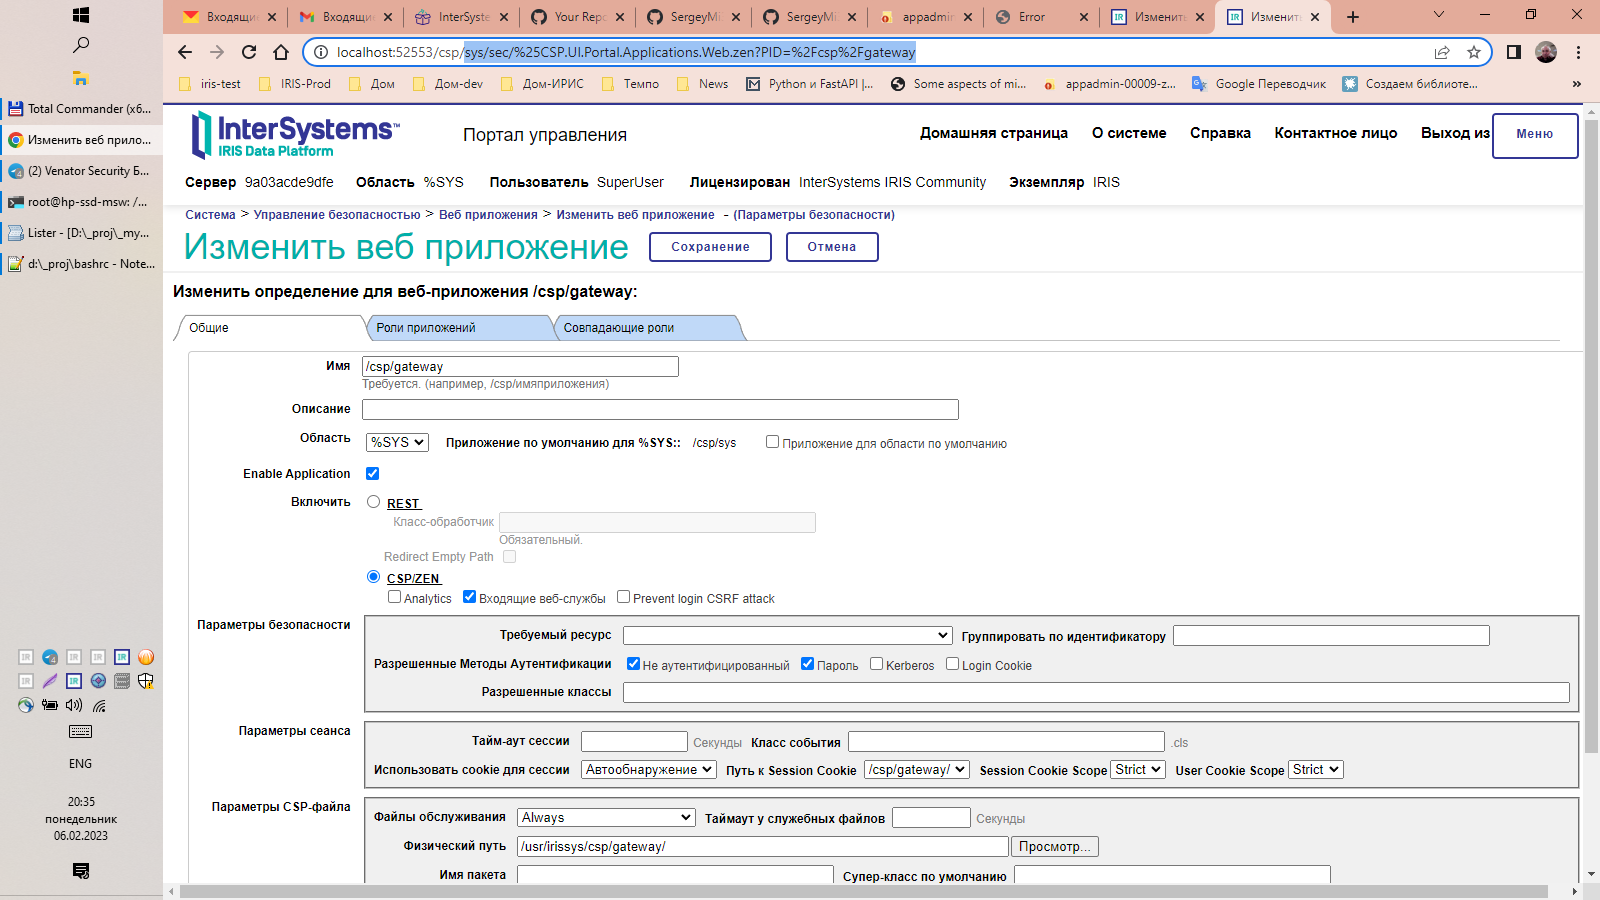 Входящие
Входящие
InterSyste
Your Repo
SergeyMi
SergeyMi
appadmin
Error
Изменить
Изменить
localhost:52553/csp/sys/sec/%25CSP.UI.Portal.Applications.Web.zen?PID=%2Fcsp%2Fgateway
iris-test
IRIS-Prod
Дом
Дом-dev
Дом-ИРИС
Темпо
News
Python и FastAPI |...
Some aspects of mi...
appadmin-00009-z...
Google Переводчик
Создаем библиоте...
»
Total Commander (x6...
Изменить веб прило...
(2) Venator Security Б...
root@hp-ssd-msw: /...
Lister - [D:\_proj\_my...
d:\_proj\bashrc - Note...
ENG
20:35
понедельник
06.02.2023
InterSystems™
IRIS Data Platform
Портал управления
Домашняя страница О системе Справка Контактное лицо Выход из
Меню
Сервер 9a03acde9dfe Область %SYS Пользователь SuperUser Лицензирован InterSystems IRIS Community Экземпляр IRIS
Система > Управление безопасностью > Веб приложения > Изменить веб приложение - (Параметры безопасности)
Изменить веб приложение
Сохранение
Отмена
Изменить определение для веб-приложения /csp/gateway:
Общие
Роли приложений
Совпадающие роли
Имя /csp/gateway
Требуется. (например, /csp/имяприложения)
Описание
Область %SYS Приложение по умолчанию для %SYS:: /csp/sys Приложение для области по умолчанию
Enable Application
Включить REST
Класс-обработчик
Обязательный.
Redirect Empty Path
CSP/ZEN
Analytics Входящие веб-службы Prevent login CSRF attack
Параметры безопасности
Требуемый ресурс Группировать по идентификатору
Разрешенные Методы Аутентификации Не аутентифицированный Пароль Kerberos Login Cookie
Разрешенные классы
Параметры сеанса
Тайм-аут сессии Секунды Класс события .cls
Использовать cookie для сессии Автообнаружение Путь к Session Cookie /csp/gateway/ Session Cookie Scope Strict User Cookie Scope Strict
Параметры CSP-файла
Файлы обслуживания Always Таймаут у служебных файлов Секунды
Физический путь /usr/irissys/csp/gateway/ Просмотр...
Имя пакета Супер-класс по умолчанию